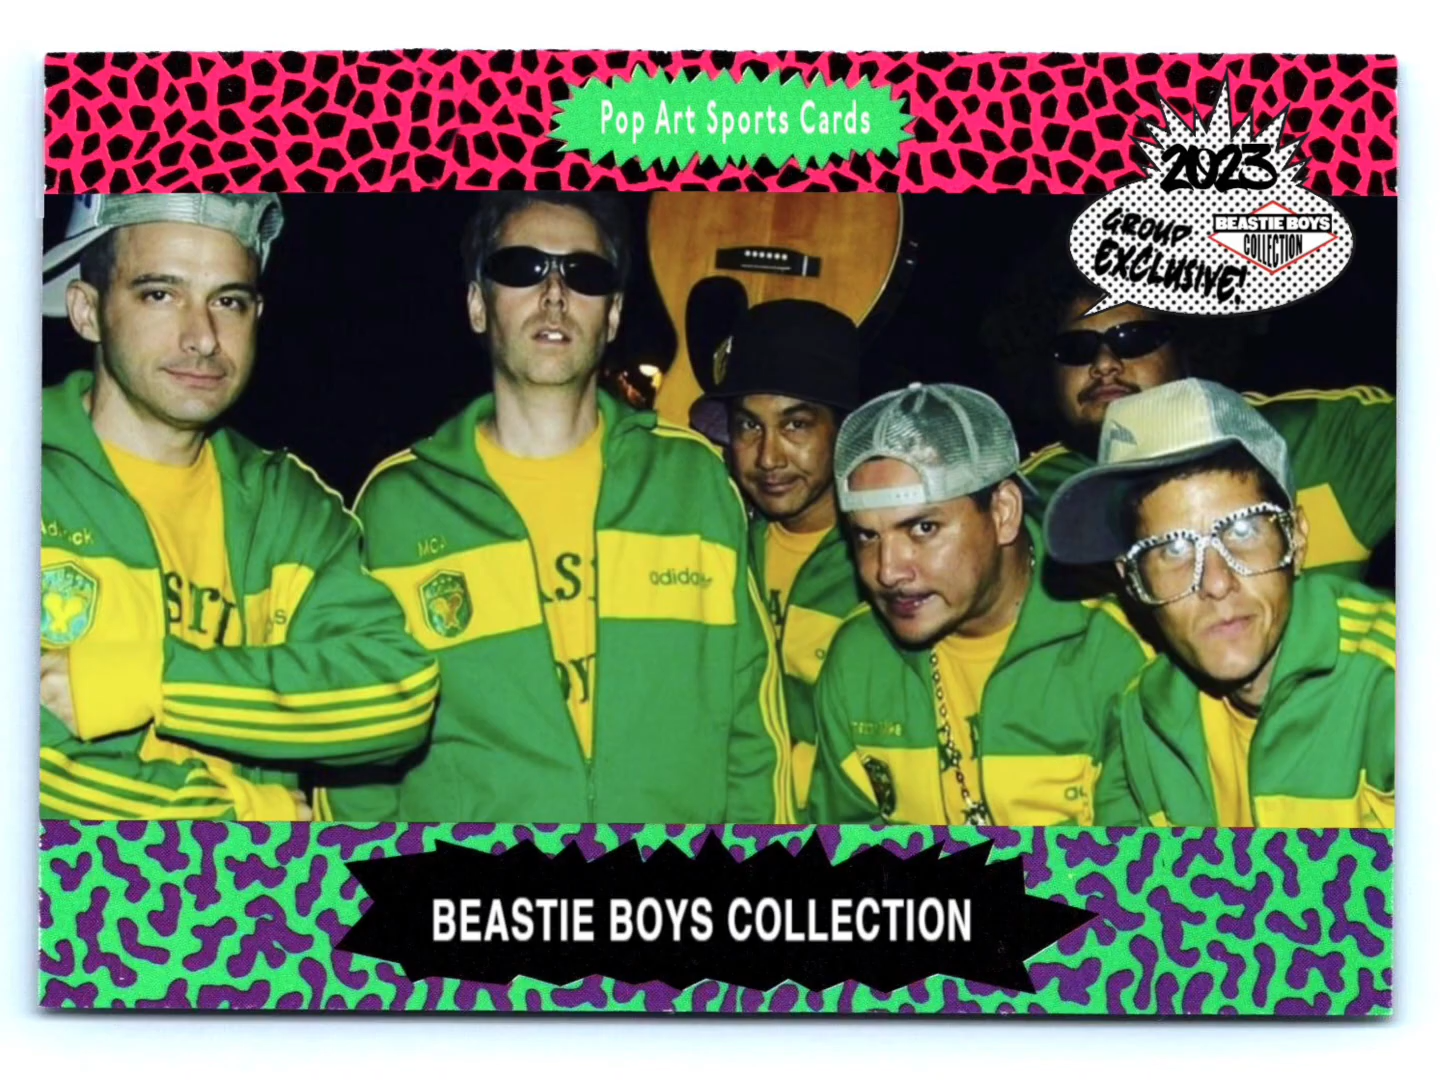 Pop Art Sports Cards
2023
GROUP
EXCLUSIVE!
BEASTIE BOYS
COLLECTION
MCA
adidas
BEASTIE BOYS COLLECTION